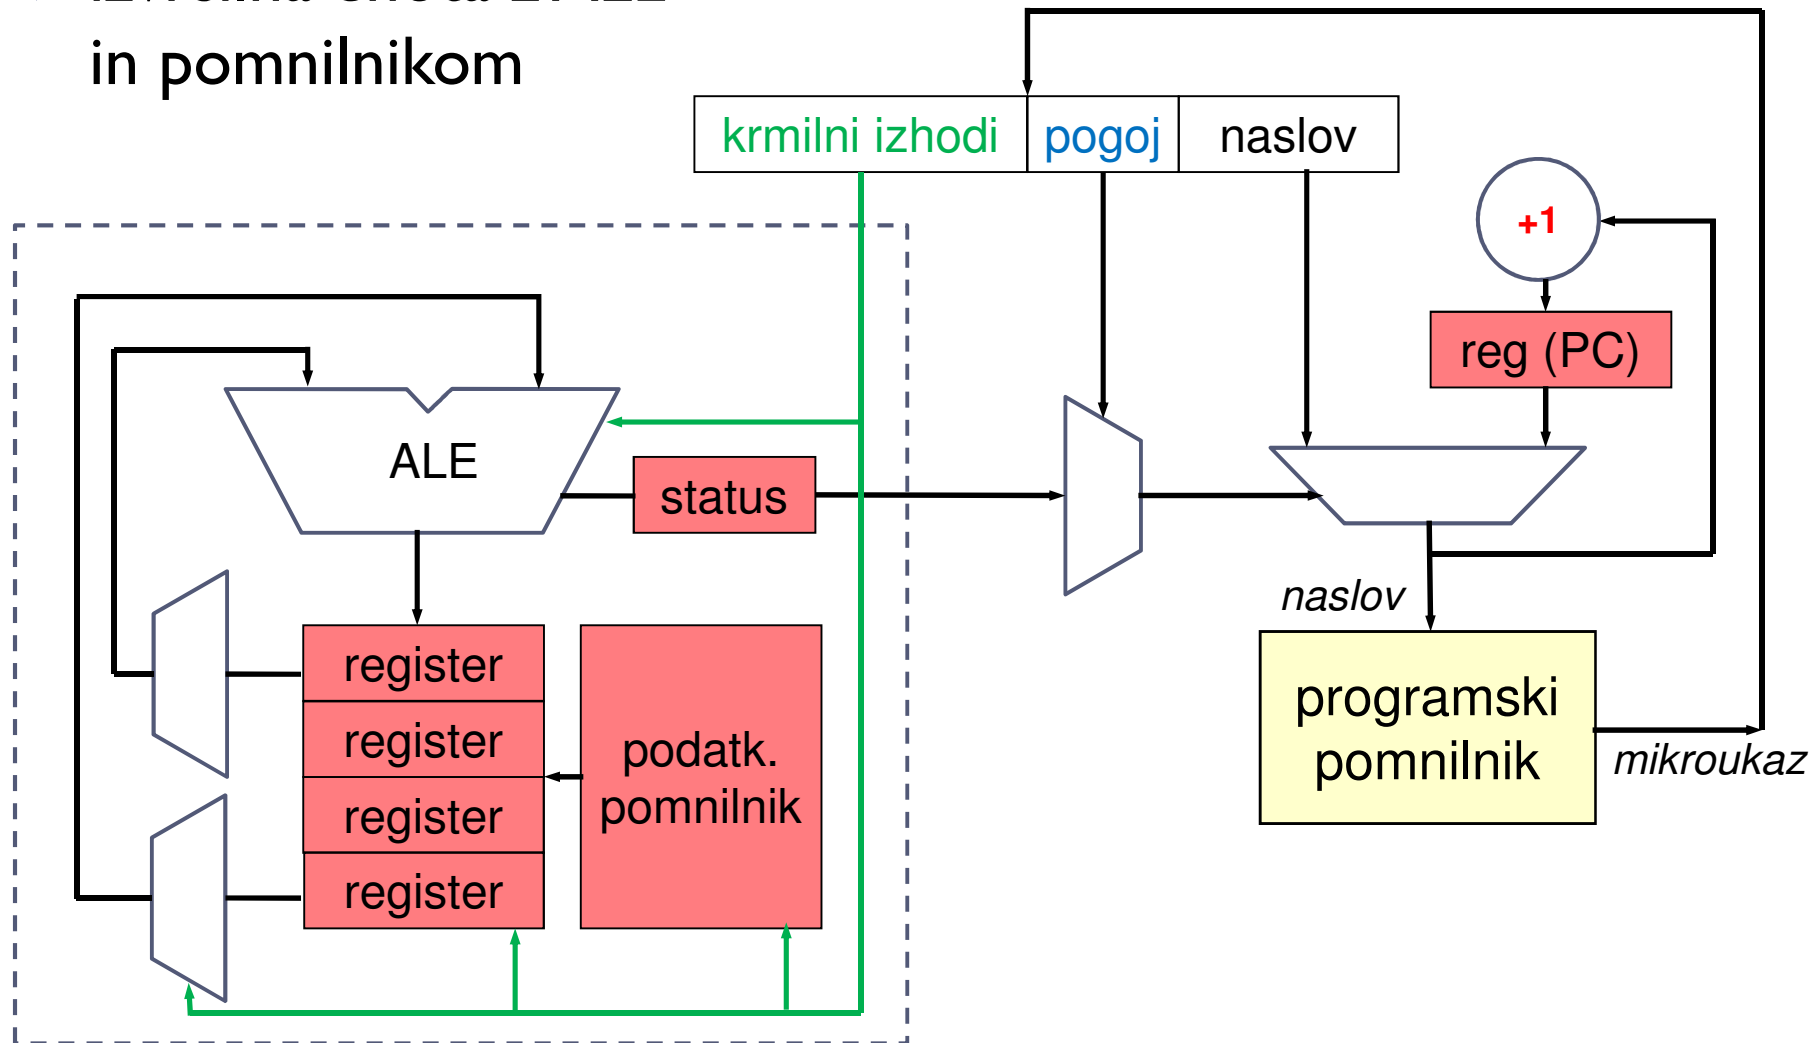 in pomnilnikom
krmilni izhodi
pogoj
naslov
+1
reg (PC)
ALE
status
naslov
register
register
register
register
podatk.
pomnilnik
programski
pomnilnik
mikroukaz